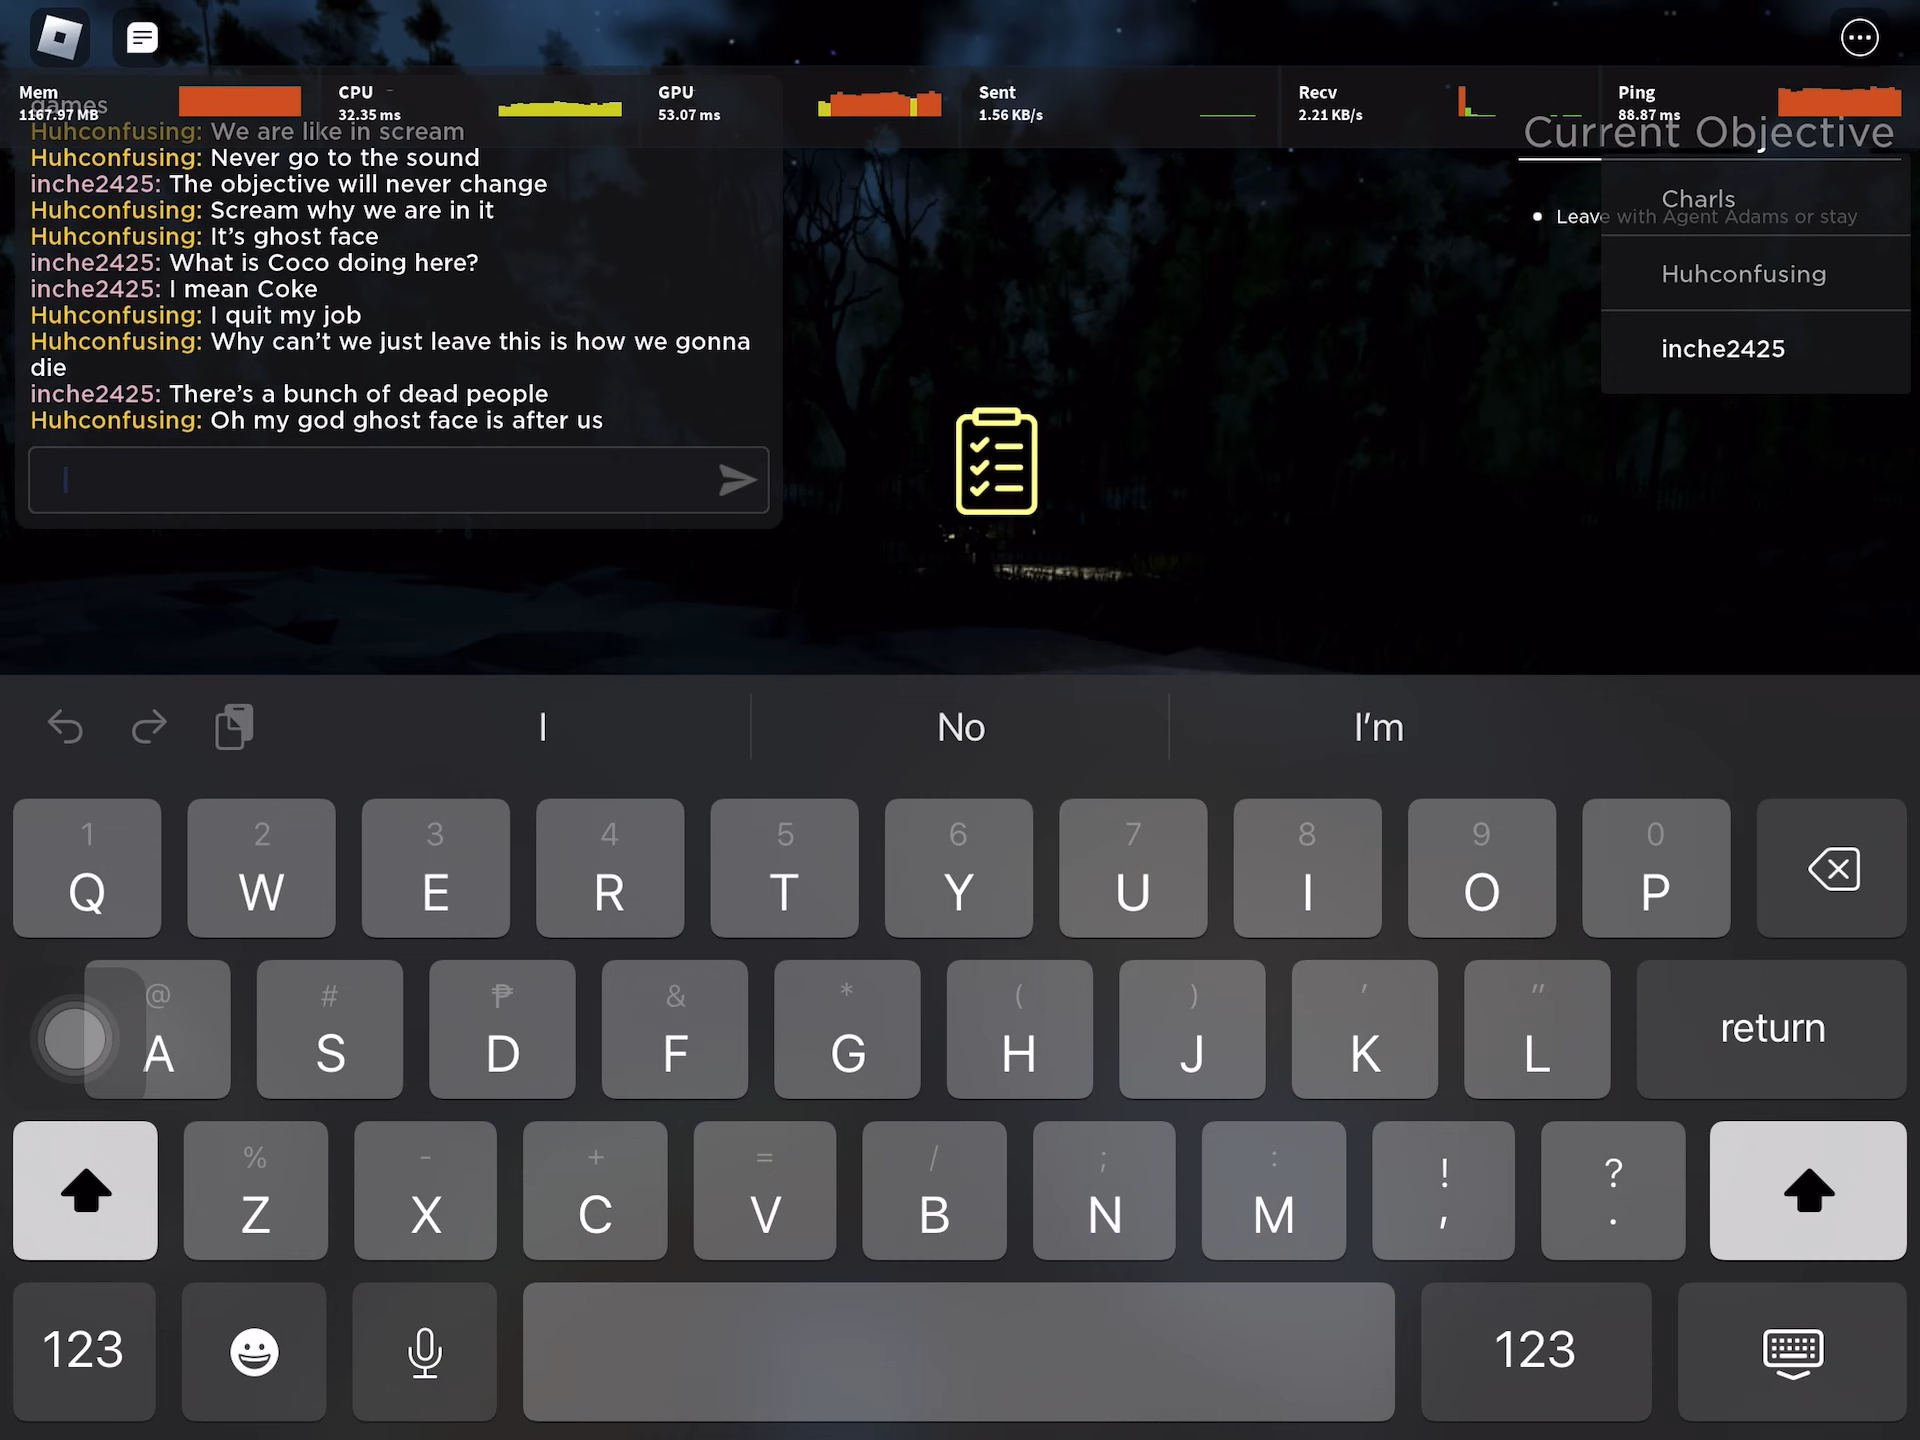 Mem
1167.97 MB
CPU
32.35 ms
GPU
53.07 ms
Sent
1.56 KB/s
Recv
2.21 KB/s
Ping
88.87 ms
games
Huhconfusing: We are like in scream
Huhconfusing: Never go to the sound
inche2425: The objective will never change
Huhconfusing: Scream why we are in it
Huhconfusing: It’s ghost face
inche2425: What is Coco doing here?
inche2425: I mean Coke
Huhconfusing: I quit my job
Huhconfusing: Why can’t we just leave this is how we gonna
die
inche2425: There’s a bunch of dead people
Huhconfusing: Oh my god ghost face is after us
Current Objective
Leave with Agent Adams or stay
Charls
Huhconfusing
inche2425
I No I’m
1 2 3 4 5 6 7 8 9 0
Q W E R T Y U I O P
@ # ₱ & * ( ) ' "
A S D F G H J K L return
% - + = / ; : ! ?
Z X C V B N M , .
123 123